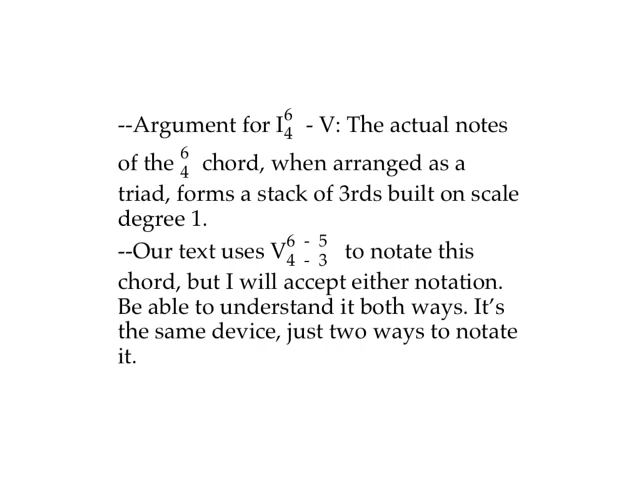 --Argument for I6/4 - V: The actual notes
of the 6/4 chord, when arranged as a
triad, forms a stack of 3rds built on scale
degree 1.
--Our text uses V6 - 5/4 - 3 to notate this
chord, but I will accept either notation.
Be able to understand it both ways. It’s
the same device, just two ways to notate
it.